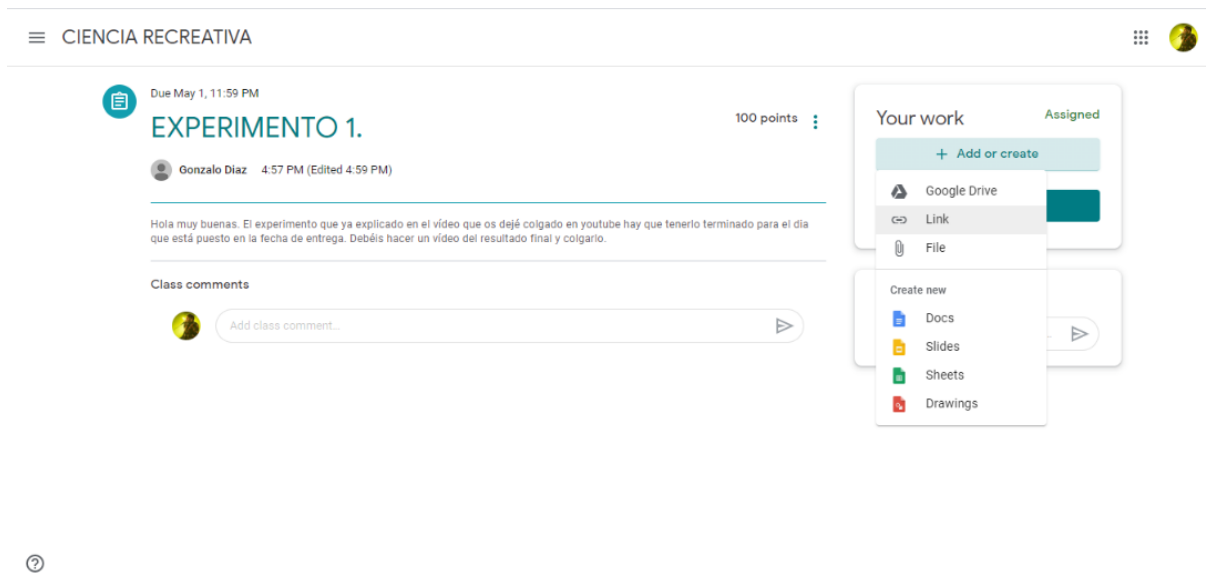 CIENCIA RECREATIVA
Due May 1, 11:59 PM
EXPERIMENTO 1.
100 points
Gonzalo Diaz 4:57 PM (Edited 4:59 PM)
Hola muy buenas. El experimento que ya explicado en el vídeo que os dejé colgado en youtube hay que tenerlo terminado para el dia
que está puesto en la fecha de entrega. Debéis hacer un vídeo del resultado final y colgarlo.
Class comments
Add class comment...
Your work
Assigned
+ Add or create
Google Drive
Link
File
Create new
Docs
Slides
Sheets
Drawings